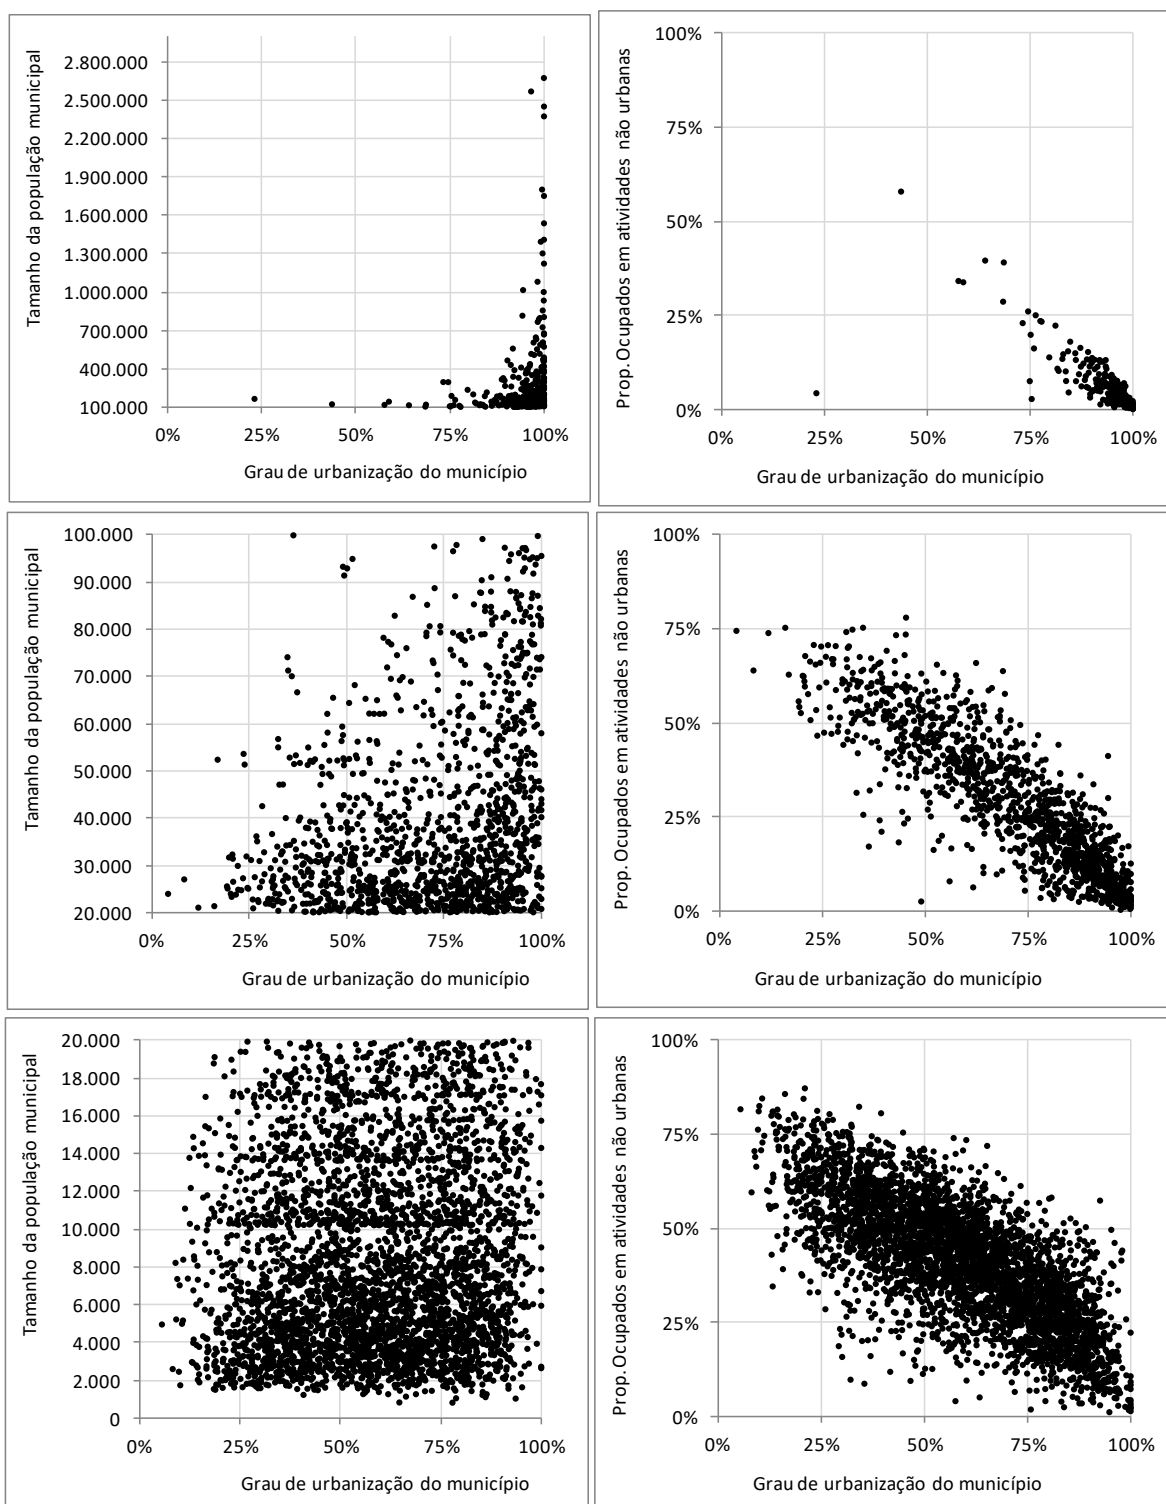 Tamanho da população municipal
2.800.000
2.500.000
2.200.000
1.900.000
1.600.000
1.300.000
1.000.000
700.000
400.000
100.000
0% 25% 50% 75% 100%
Grau de urbanização do município
Prop. Ocupados em atividades não urbanas
100%
75%
50%
25%
0%
0% 25% 50% 75% 100%
Grau de urbanização do município
Tamanho da população municipal
100.000
90.000
80.000
70.000
60.000
50.000
40.000
30.000
20.000
0% 25% 50% 75% 100%
Grau de urbanização do município
Prop. Ocupados em atividades não urbanas
100%
75%
50%
25%
0%
0% 25% 50% 75% 100%
Grau de urbanização do município
Tamanho da população municipal
20.000
18.000
16.000
14.000
12.000
10.000
8.000
6.000
4.000
2.000
0
0% 25% 50% 75% 100%
Grau de urbanização do município
Prop. Ocupados em atividades não urbanas
100%
75%
50%
25%
0%
0% 25% 50% 75% 100%
Grau de urbanização do município